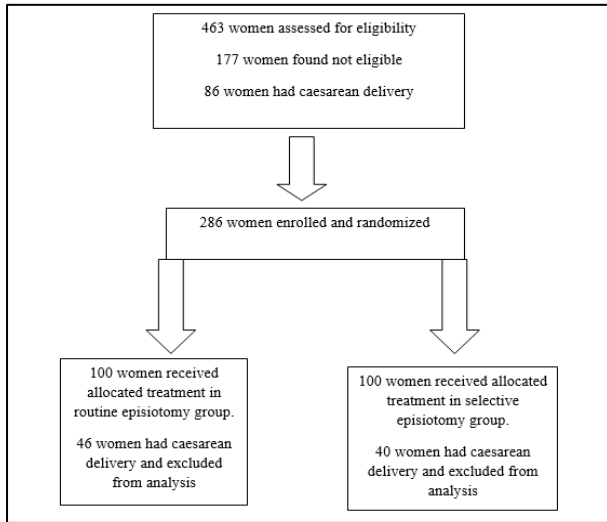 463 women assessed for eligibility
177 women found not eligible
86 women had caesarean delivery
286 women enrolled and randomized
100 women received
allocated treatment in
routine episiotomy group.
46 women had caesarean
delivery and excluded
from analysis
100 women received allocated
treatment in selective
episiotomy group.
40 women had caesarean
delivery and excluded from
analysis